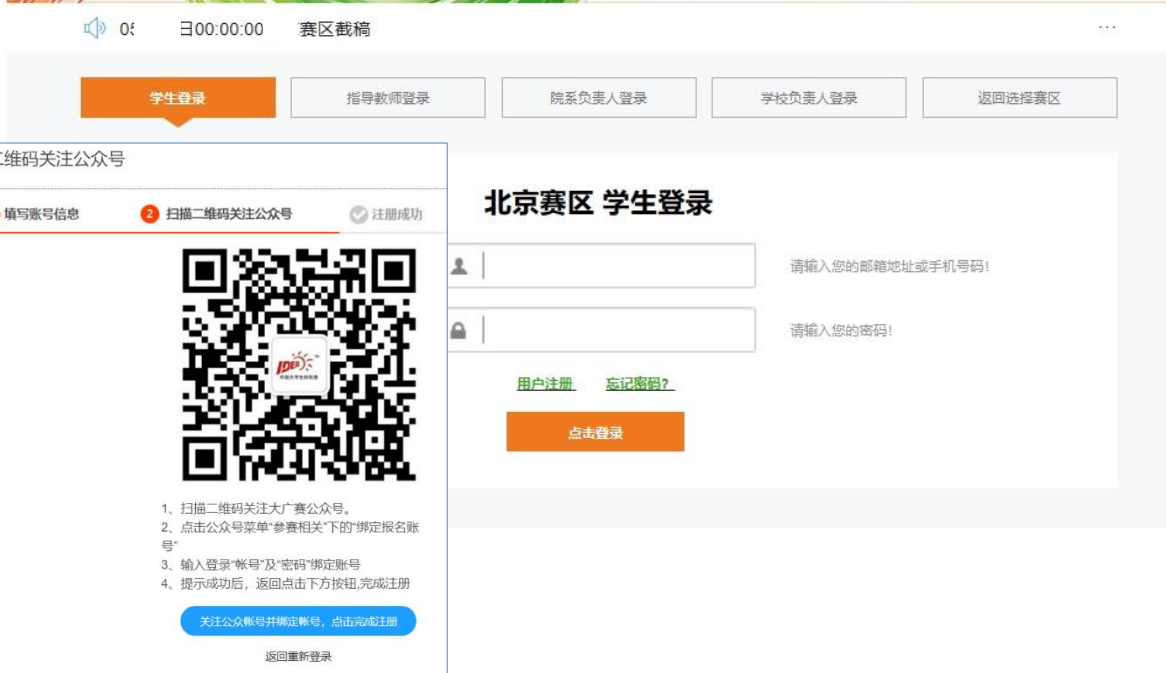 日00:00:00 赛区截稿
学生登录
指导教师登录
院系负责人登录
学校负责人登录
返回选择赛区
二维码关注公众号
填写账号信息
2 扫描二维码关注公众号
注册成功
IDEA
1、扫描二维码关注大广赛公众号。
2、点击公众号菜单“参赛相关”下的“绑定报名账
号”
3、输入登录“帐号”及“密码”绑定账号
4、提示成功后，返回点击下方按钮,完成注册
关注公众帐号并绑定帐号，点击完成注册
返回重新登录
北京赛区 学生登录
请输入您的邮箱地址或手机号码!
请输入您的密码!
用户注册 忘记密码?
点击登录